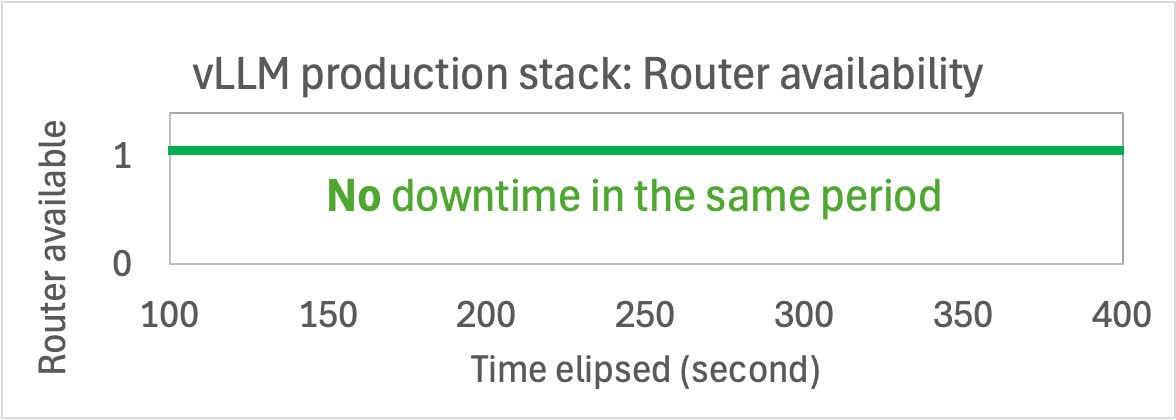 vLLM production stack: Router availability
Router available
1
No downtime in the same period
0
100 150 200 250 300 350 400
Time elipsed (second)